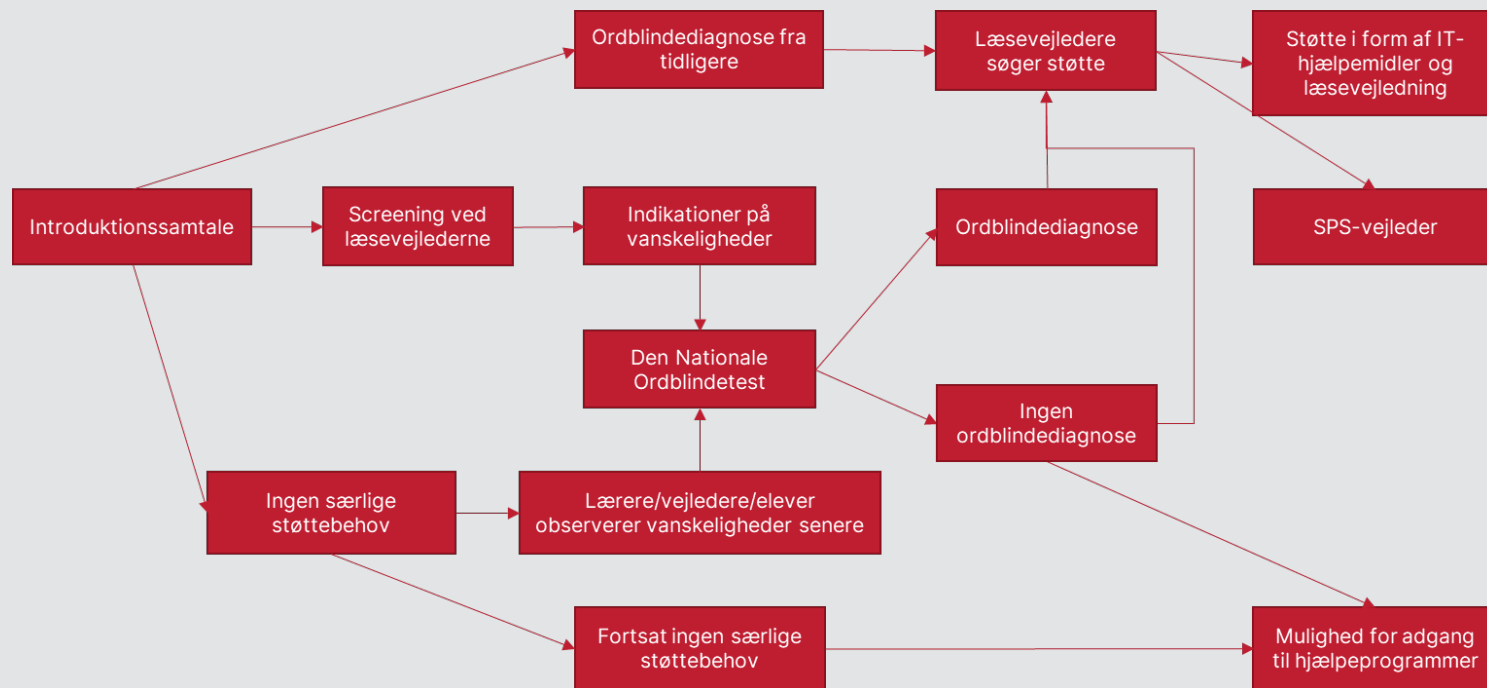 Ordblindediagnose fra
tidligere
Læsevejledere
søger støtte
Støtte i form af IT-
hjælpemidler og
læsevejledning
Introduktionssamtale
Screening ved
læsevejlederne
Indikationer på
vanskeligheder
Ordblindediagnose
SPS-vejleder
Den Nationale
Ordblindetest
Ingen
ordblindediagnose
Ingen særlige
støttebehov
Lærere/vejledere/elever
observerer vanskeligheder senere
Fortsat ingen særlige
støttebehov
Mulighed for adgang
til hjælpeprogrammer